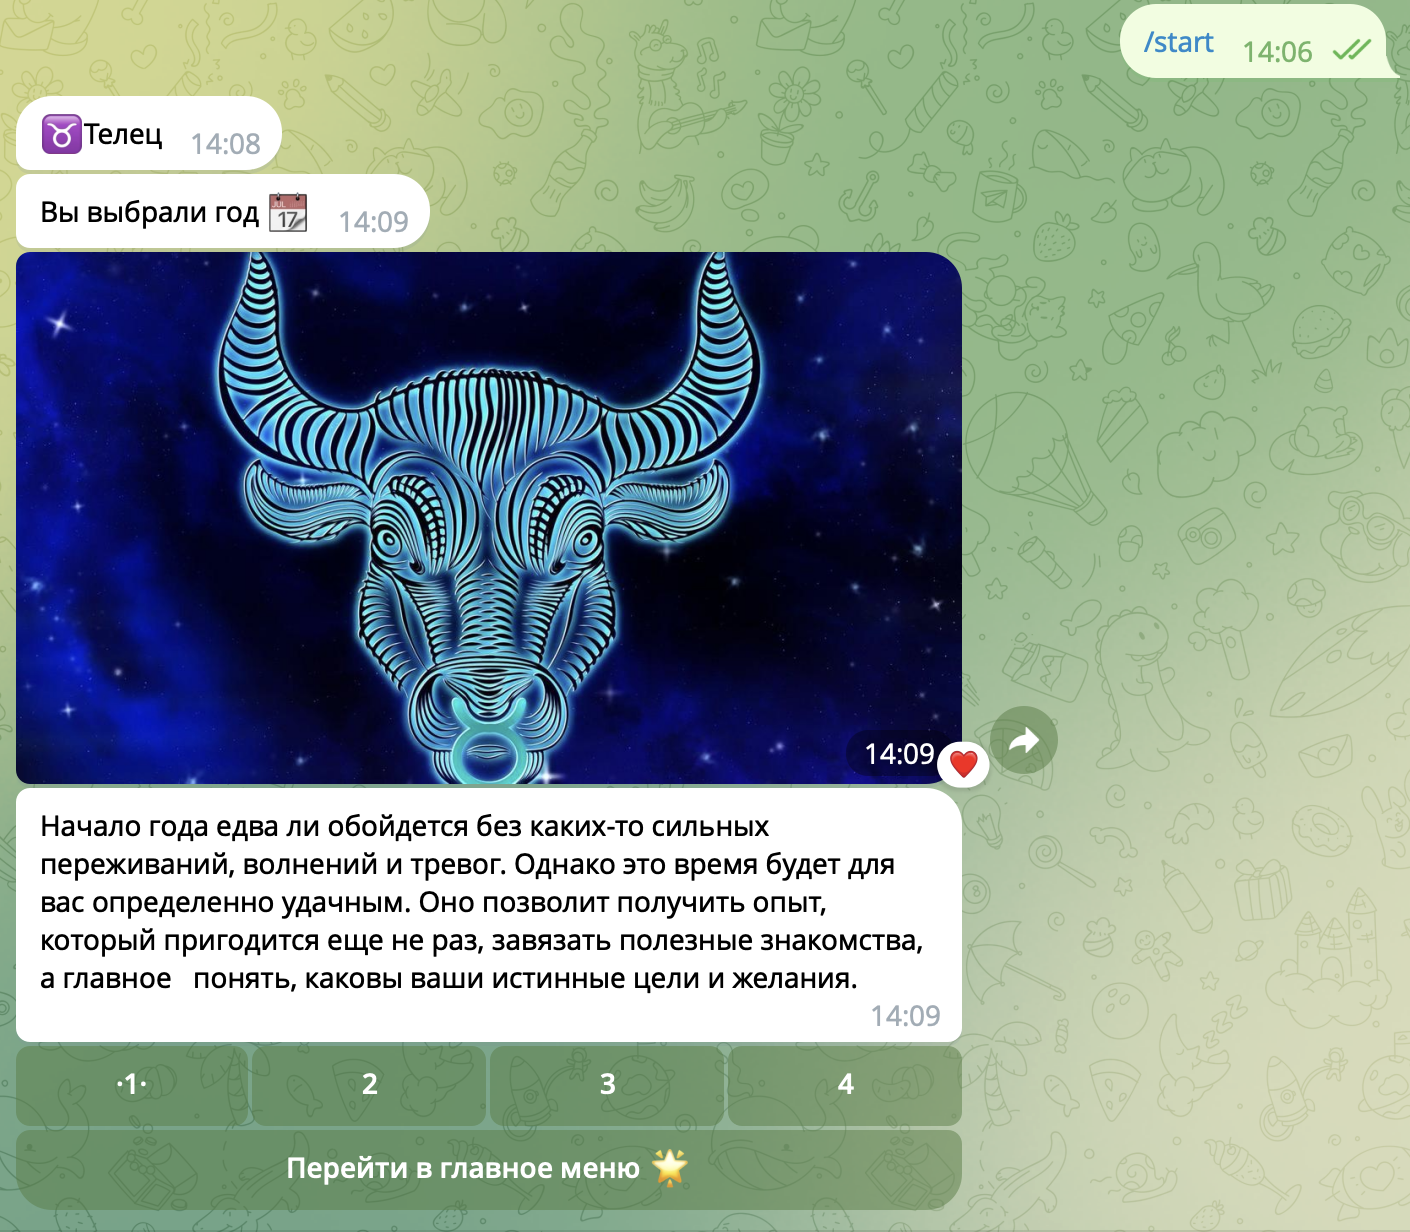 /start 14:06
♉Телец 14:08
Вы выбрали год 📆 14:09
14:09
Начало года едва ли обойдется без каких-то сильных
переживаний, волнений и тревог. Однако это время будет для
вас определенно удачным. Оно позволит получить опыт,
который пригодится еще не раз, завязать полезные знакомства,
а главное   понять, каковы ваши истинные цели и желания.
14:09
·1· 2 3 4
Перейти в главное меню 🌟